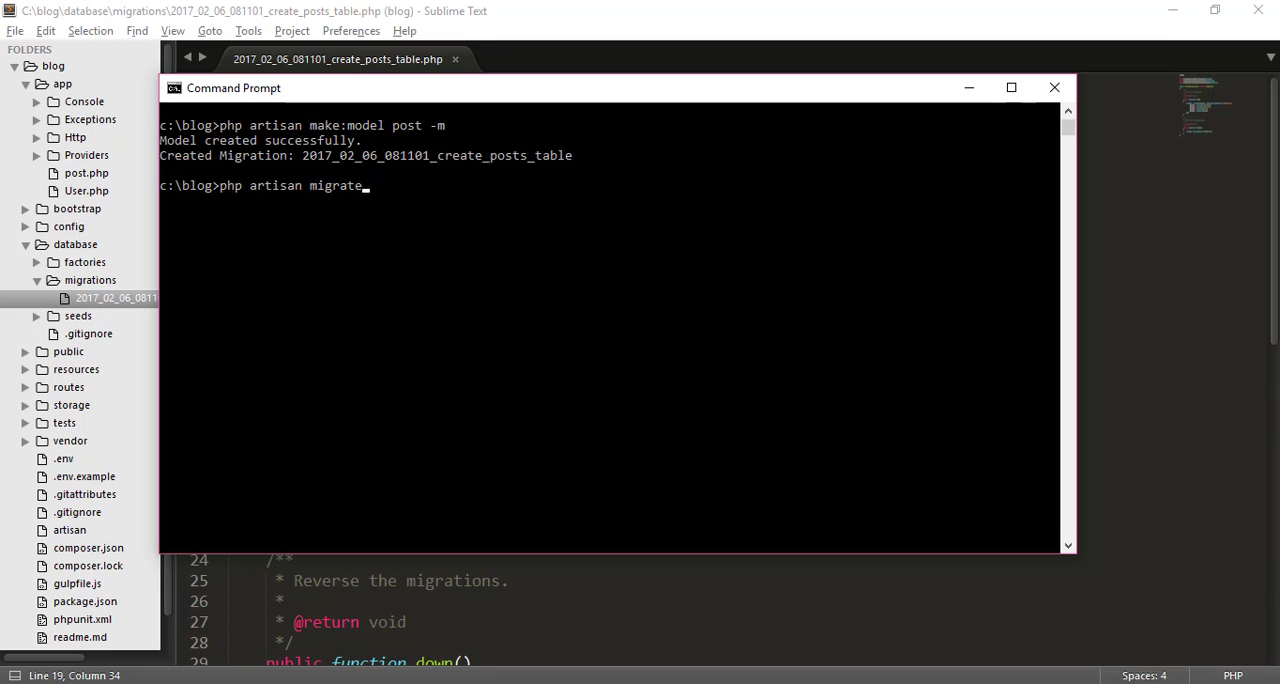 C:\blog\database\migrations\2017_02_06_081101_create_posts_table.php (blog) - Sublime Text
File Edit Selection Find View Goto Tools Project Preferences Help
FOLDERS
blog
app
Console
Exceptions
Http
Providers
post.php
User.php
bootstrap
config
database
factories
migrations
2017_02_06_0811
seeds
.gitignore
public
resources
routes
storage
tests
vendor
.env
.env.example
.gitattributes
.gitignore
artisan
composer.json
composer.lock
gulpfile.js
package.json
phpunit.xml
readme.md
2017_02_06_081101_create_posts_table.php
Command Prompt
c:\blog>php artisan make:model post -m
Model created successfully.
Created Migration: 2017_02_06_081101_create_posts_table
c:\blog>php artisan migrate
24 /**
25 * Reverse the migrations.
26 *
27 * @return void
28 */
29 public function down()
Line 19, Column 34
Spaces: 4
PHP